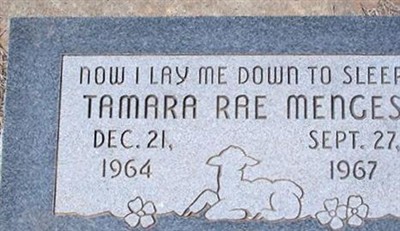 NOW I LAY ME DOWN TO SLEEP
TAMARA RAE MENGES
DEC. 21, SEPT. 27,
1964 1967